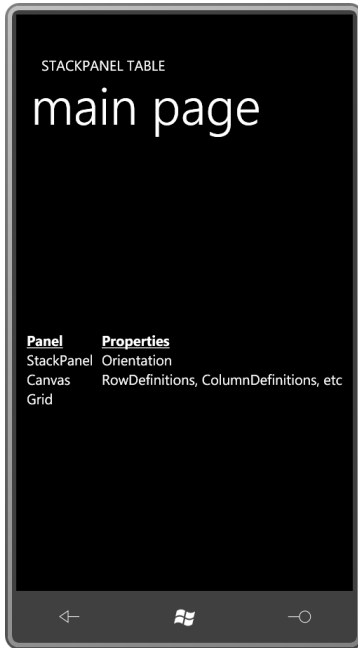 STACKPANEL TABLE
main page
Panel Properties
StackPanel Orientation
Canvas RowDefinitions, ColumnDefinitions, etc
Grid